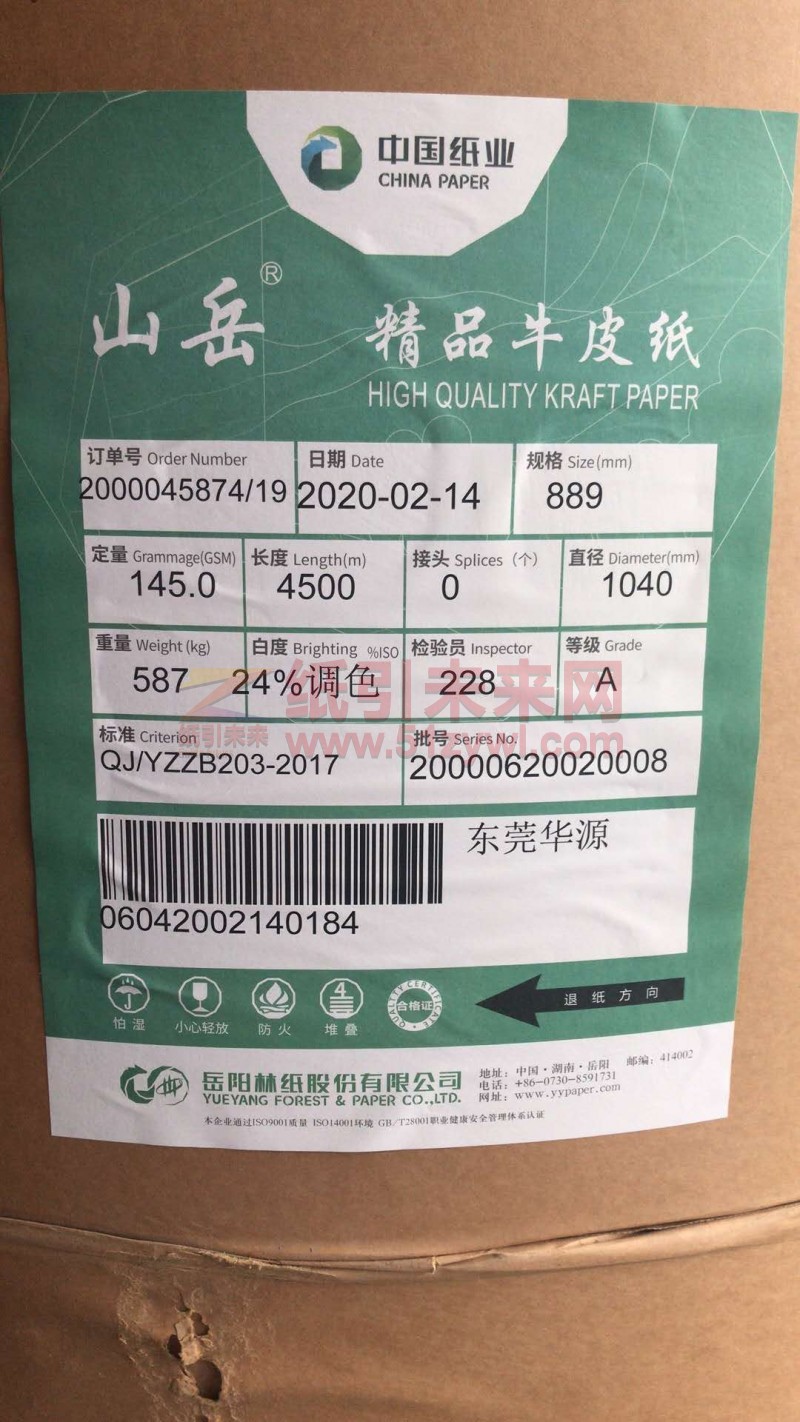 中国纸业
CHINA PAPER
山岳®
精品牛皮纸
HIGH QUALITY KRAFT PAPER
订单号 Order Number
2000045874/19
日期 Date
2020-02-14
规格 Size(mm)
889
定量 Grammage(GSM)
145.0
长度 Length(m)
4500
接头 Splices（个）
0
直径 Diameter(mm)
1040
重量 Weight (kg)
587
白度 Brighting %ISO
24%调色
检验员 Inspector
228
等级 Grade
A
纸引未来网
www.51zywl.com
纸引未来
标准 Criterion
QJ/YZZB203-2017
批号 Series No.
20000620020008
东莞华源
06042002140184
怕湿
小心轻放
4
防火
堆叠
QUALITY CERTIFICATE
合格证
退纸方向
岳阳林纸股份有限公司
YUEYANG FOREST & PAPER CO.,LTD.
地址：中国·湖南·岳阳 邮编：414002
电话：+86-0730-8591731
网址：www.yypaper.com
本企业通过ISO9001质量 ISO14001环境 GB/T28001职业健康安全管理体系认证